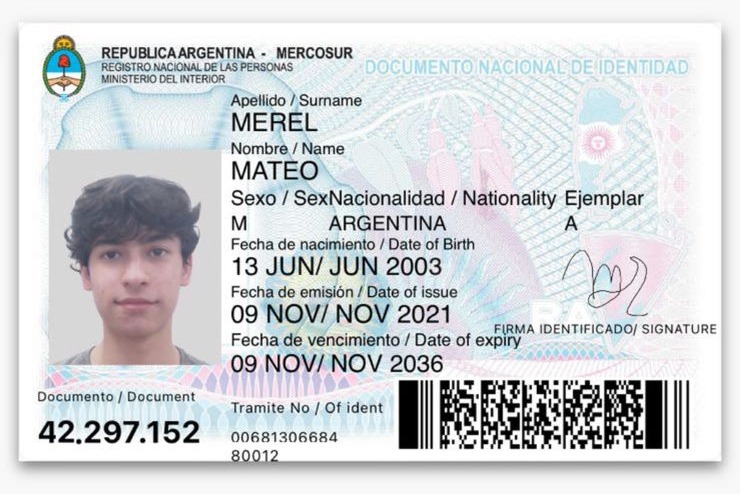 REPUBLICA ARGENTINA - MERCOSUR
REGISTRO NACIONAL DE LAS PERSONAS
MINISTERIO DEL INTERIOR
DOCUMENTO NACIONAL DE IDENTIDAD
Apellido / Surname
MEREL
Nombre / Name
MATEO
Sexo / SexNacionalidad / Nationality Ejemplar
M ARGENTINA A
Fecha de nacimiento / Date of Birth
13 JUN/ JUN 2003
Fecha de emisión / Date of issue
09 NOV/ NOV 2021
FIRMA IDENTIFICADO/ SIGNATURE
Fecha de vencimiento / Date of expiry
09 NOV/ NOV 2036
Documento / Document
42.297.152
Tramite No / Of ident
00681306684
80012